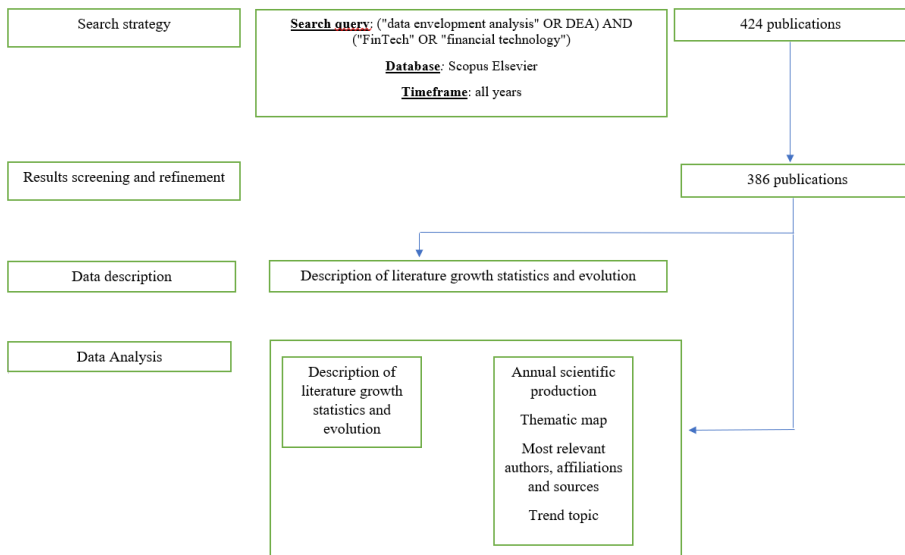 Search strategy
Search query: ("data envelopment analysis" OR DEA) AND
("FinTech" OR "financial technology")
Database: Scopus Elsevier
Timeframe: all years
424 publications
Results screening and refinement
386 publications
Data description
Description of literature growth statistics and evolution
Data Analysis
Description of
literature growth
statistics and
evolution
Annual scientific
production
Thematic map
Most relevant
authors, affiliations
and sources
Trend topic